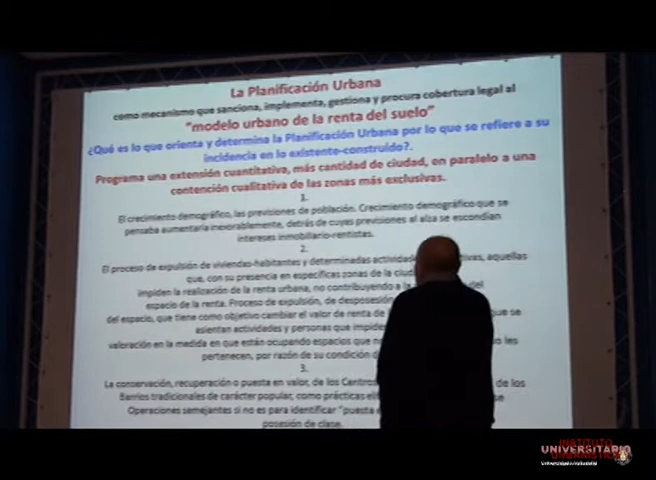 La Planificación Urbana
como mecanismo que sanciona, implementa, gestiona y procura cobertura legal al
"modelo urbano de la renta del suelo"
¿Qué es lo que orienta y determina la Planificación Urbana por lo que se refiere a su
incidencia en lo existente-construido?.
Programa una extensión cuantitativa, más cantidad de ciudad, en paralelo a una
contención cualitativa de las zonas más exclusivas.
1.
El crecimiento demográfico, las previsiones de población. Crecimiento demográfico que se
pensaba aumentaría inexorablemente, detrás de cuyas previsiones al alza se escondían
intereses inmobiliario-rentistas.
2.
El proceso de expulsión de viviendas-habitantes y determinadas aquellas
que, con su presencia en específicas zonas de la
impiden la realización de la renta urbana, no contribuyendo a la del
espacio de la renta. Proceso de expulsión, de
del espacio, que tiene como objetivo cambiar el valor de renta de que se
asientan actividades y personas que
valoración en la medida en que están ocupando espacios que les
pertenecen, por razón de su condición
3.
La conservación, recuperación o puesta en valor, de los de los
Barrios tradicionales de carácter popular, como prácticas
Operaciones semejantes si no es para identificar "puesta
posesión de clase.
UNIVERSITARIO
INSTITUTO